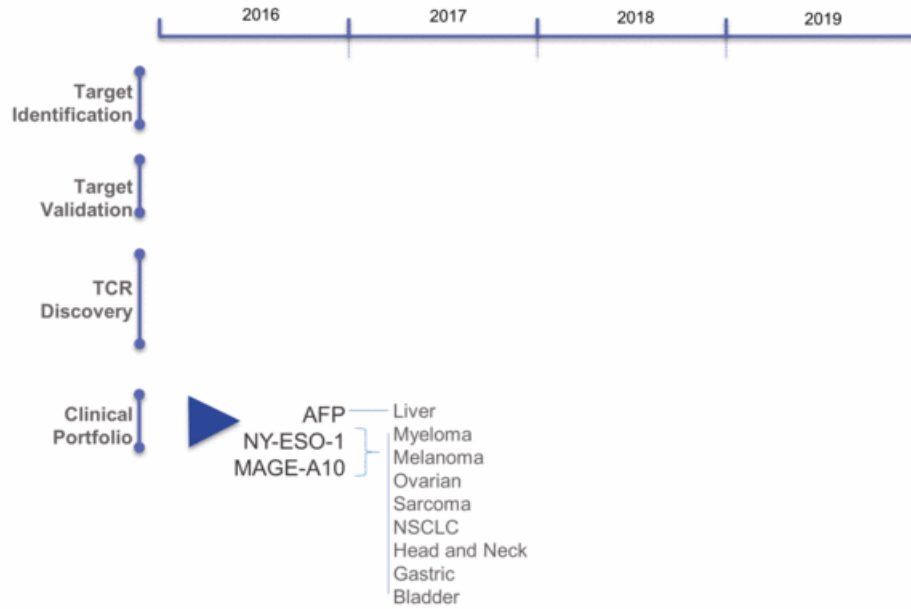 2016 2017 2018 2019
Target
Identification
Target
Validation
TCR
Discovery
Clinical
Portfolio
AFP
NY-ESO-1
MAGE-A10
Liver
Myeloma
Melanoma
Ovarian
Sarcoma
NSCLC
Head and Neck
Gastric
Bladder